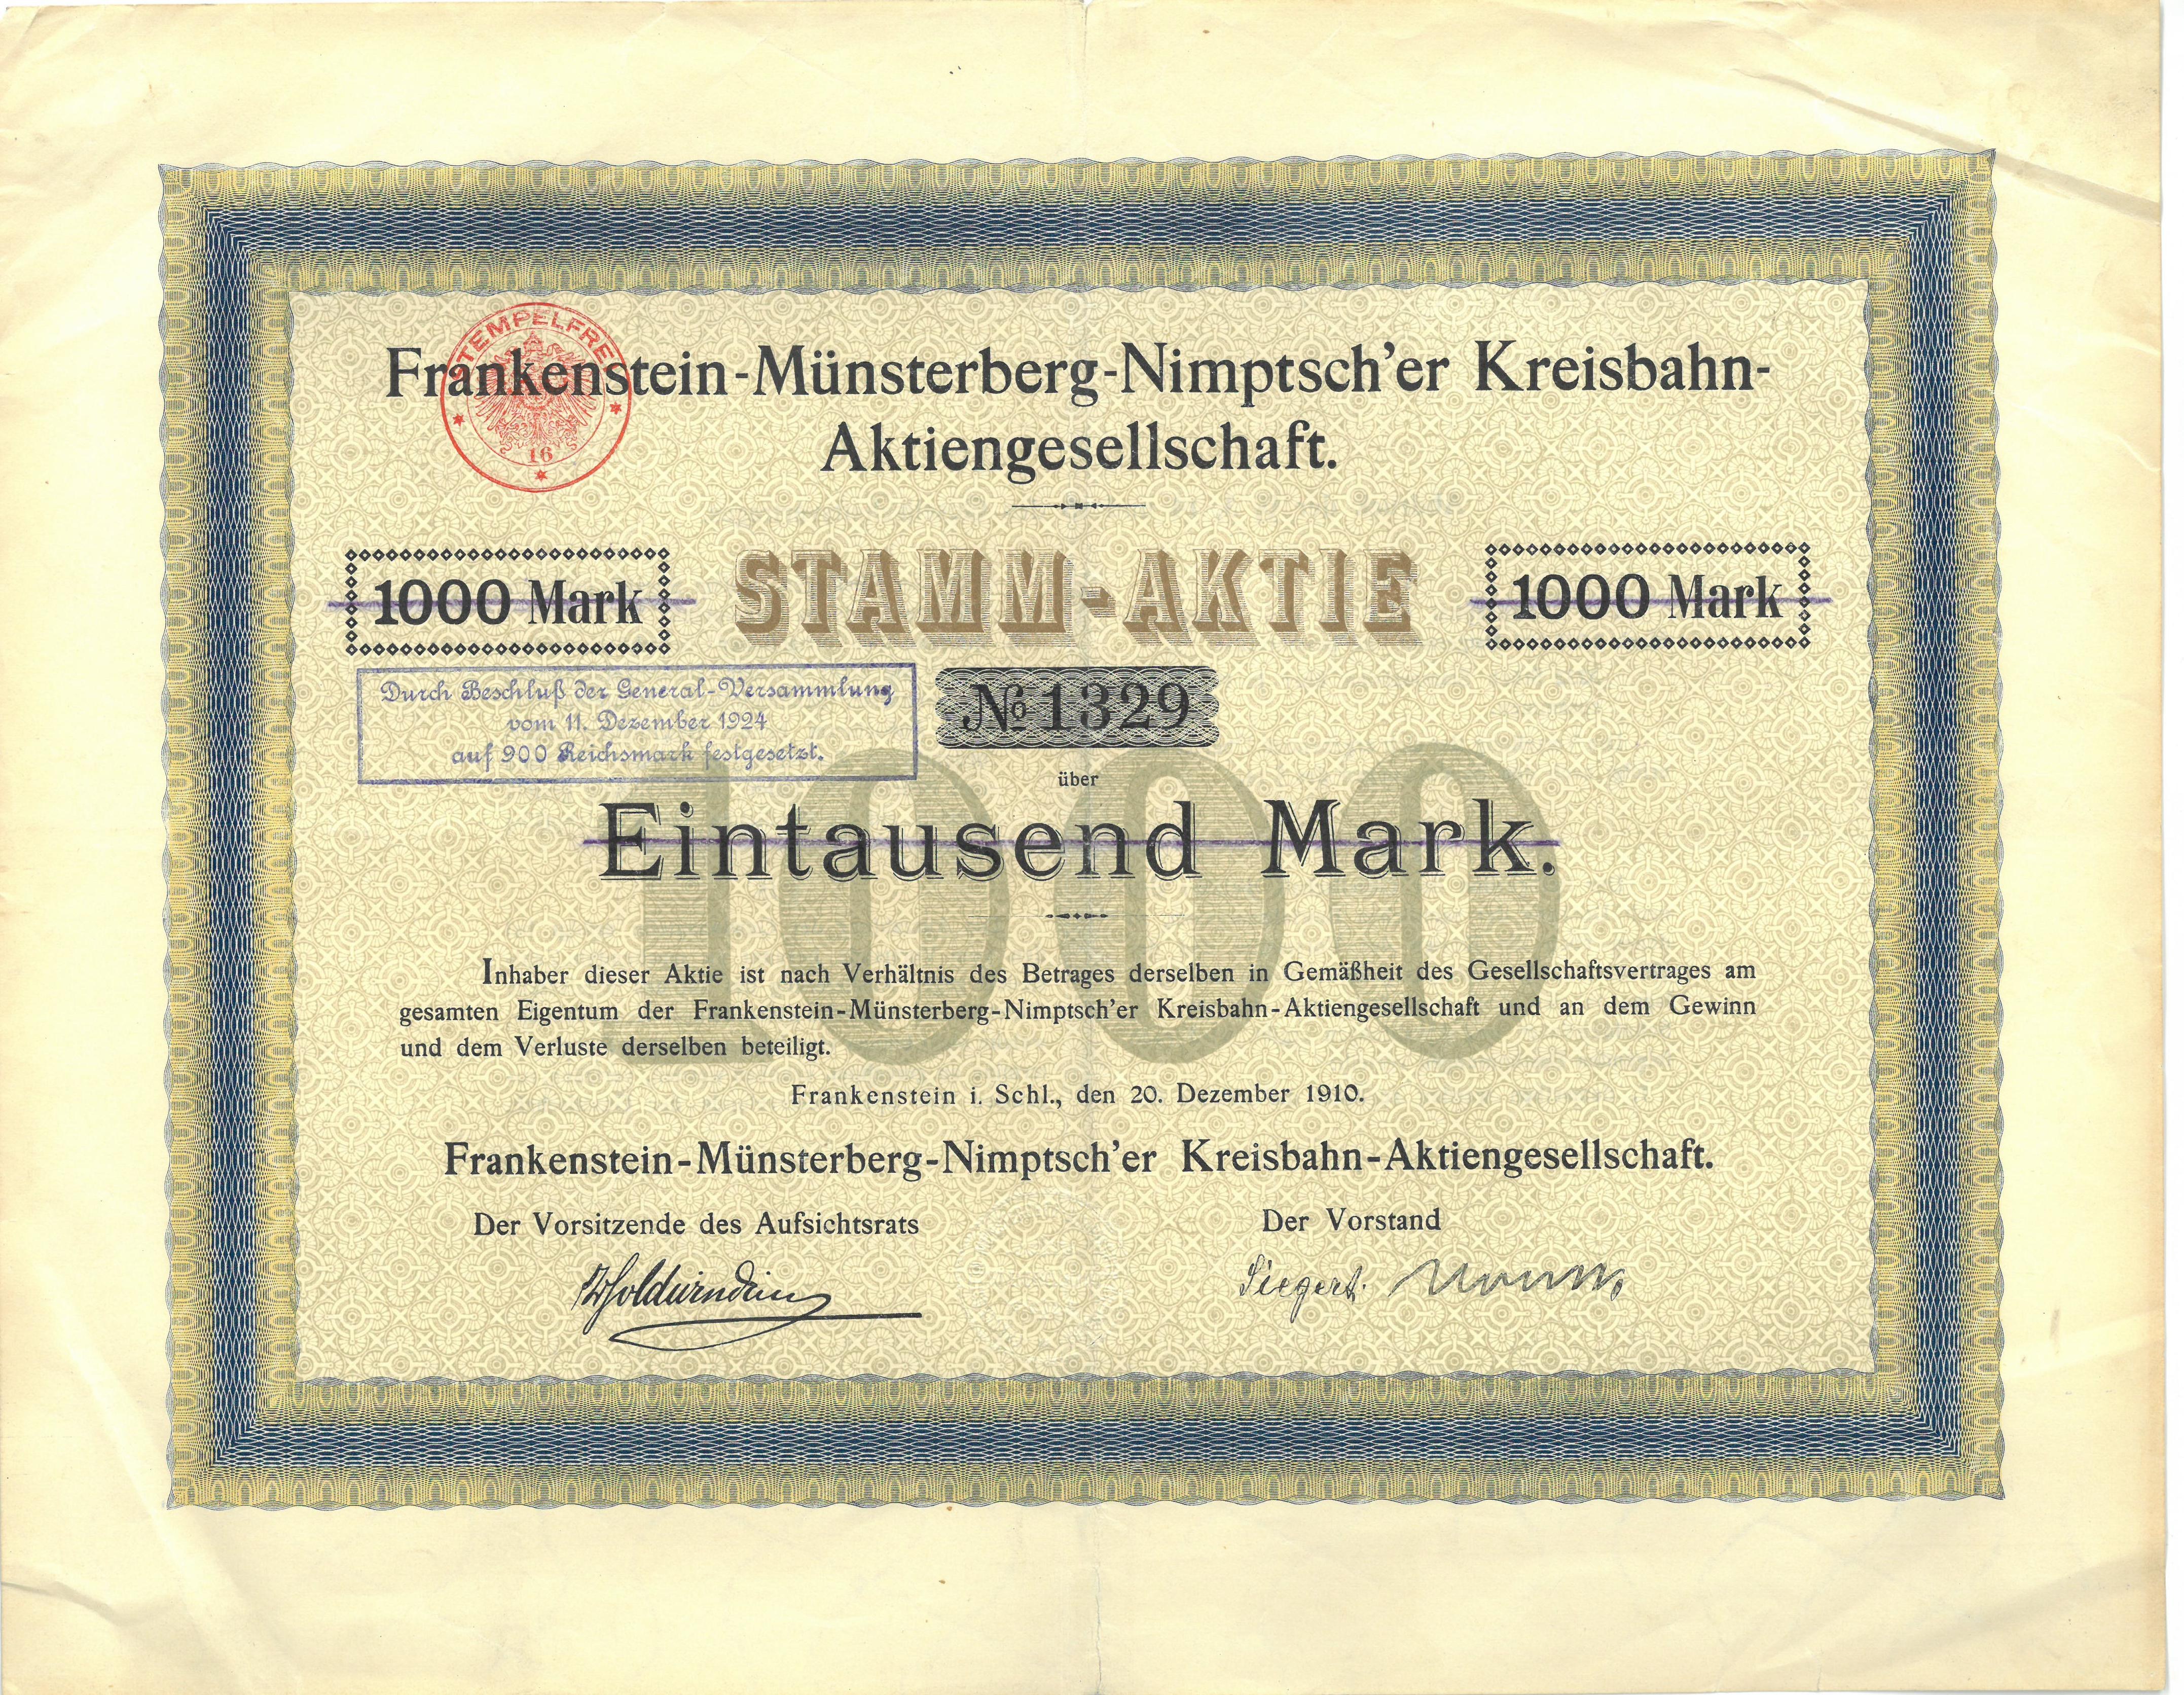 STEMPELFREI
16
Frankenstein-Münsterberg-Nimptsch'er Kreisbahn-
Aktiengesellschaft.
1000 Mark
STAMM-AKTIE
1000 Mark
Durch Beschluß der General-Versammlung
vom 11. Dezember 1924
auf 900 Reichsmark festgesetzt.
No 1329
1000
über
Eintausend Mark.
Inhaber dieser Aktie ist nach Verhältnis des Betrages derselben in Gemäßheit des Gesellschaftsvertrages am
gesamten Eigentum der Frankenstein-Münsterberg-Nimptsch'er Kreisbahn-Aktiengesellschaft und an dem Gewinn
und dem Verluste derselben beteiligt.
Frankenstein i. Schl., den 20. Dezember 1910.
Frankenstein-Münsterberg-Nimptsch'er Kreisbahn-Aktiengesellschaft.
Der Vorsitzende des Aufsichtsrats
Der Vorstand
Siegert.